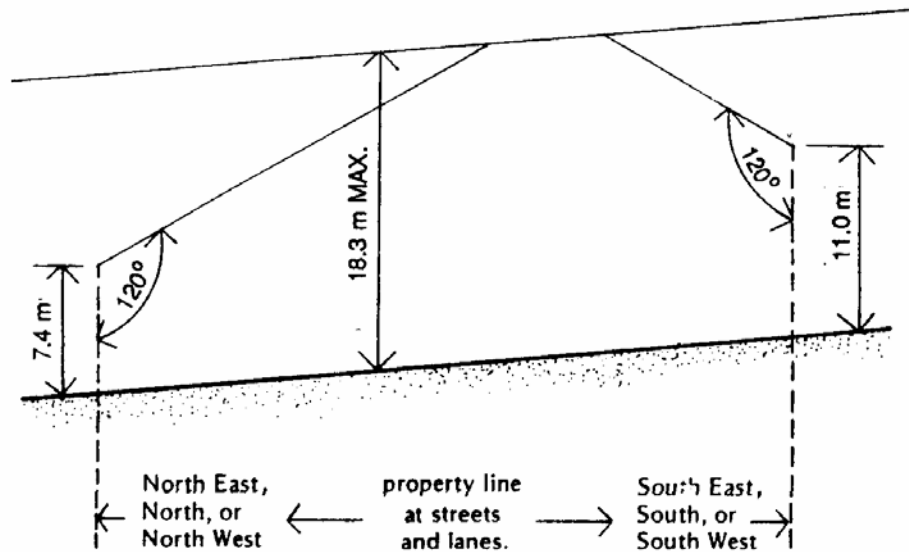 18.3 m MAX.
120°
11.0 m
120°
7.4 m
North East,
North, or
North West
property line
at streets
and lanes.
South East,
South, or
South West